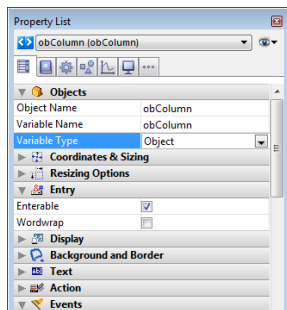 Property List
obColumn (obColumn)
Objects
Object Name obColumn
Variable Name obColumn
Variable Type Object
Coordinates & Sizing
Resizing Options
Entry
Enterable
Wordwrap
Display
Background and Border
Text
Action
Events